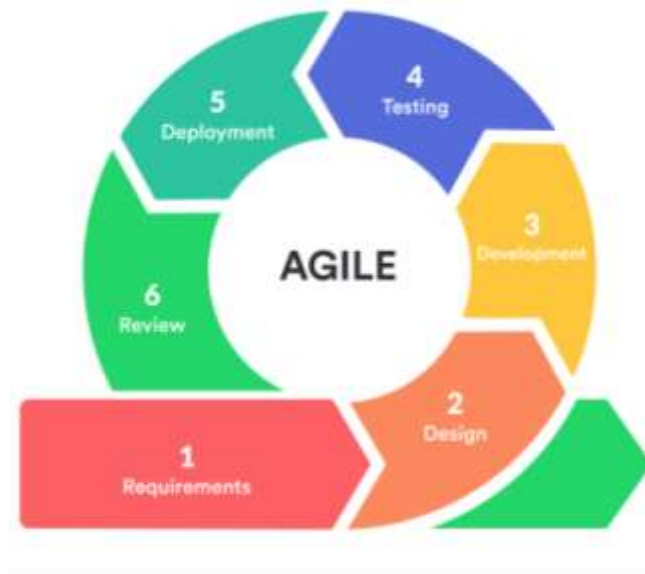 AGILE
1
Requirements
2
Design
3
Development
4
Testing
5
Deployment
6
Review